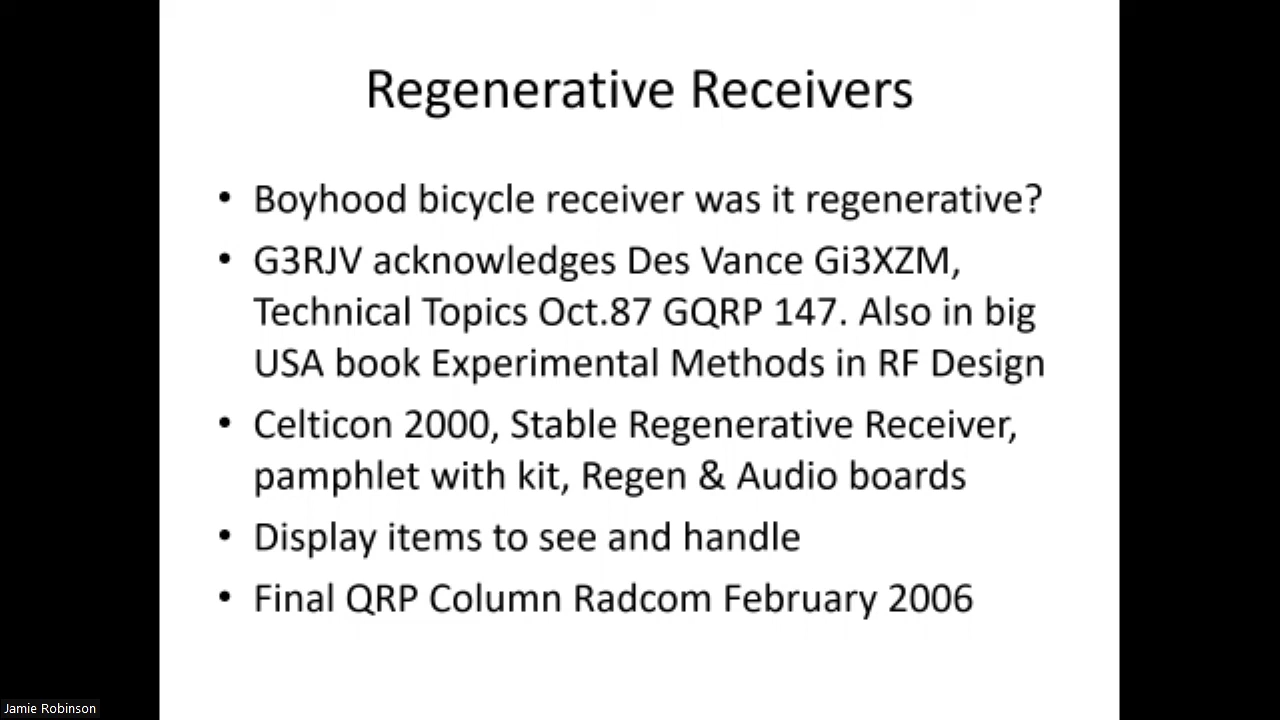 Regenerative Receivers
• Boyhood bicycle receiver was it regenerative?
• G3RJV acknowledges Des Vance Gi3XZM,
Technical Topics Oct.87 GQRP 147. Also in big
USA book Experimental Methods in RF Design
• Celticon 2000, Stable Regenerative Receiver,
pamphlet with kit, Regen & Audio boards
• Display items to see and handle
• Final QRP Column Radcom February 2006
Jamie Robinson